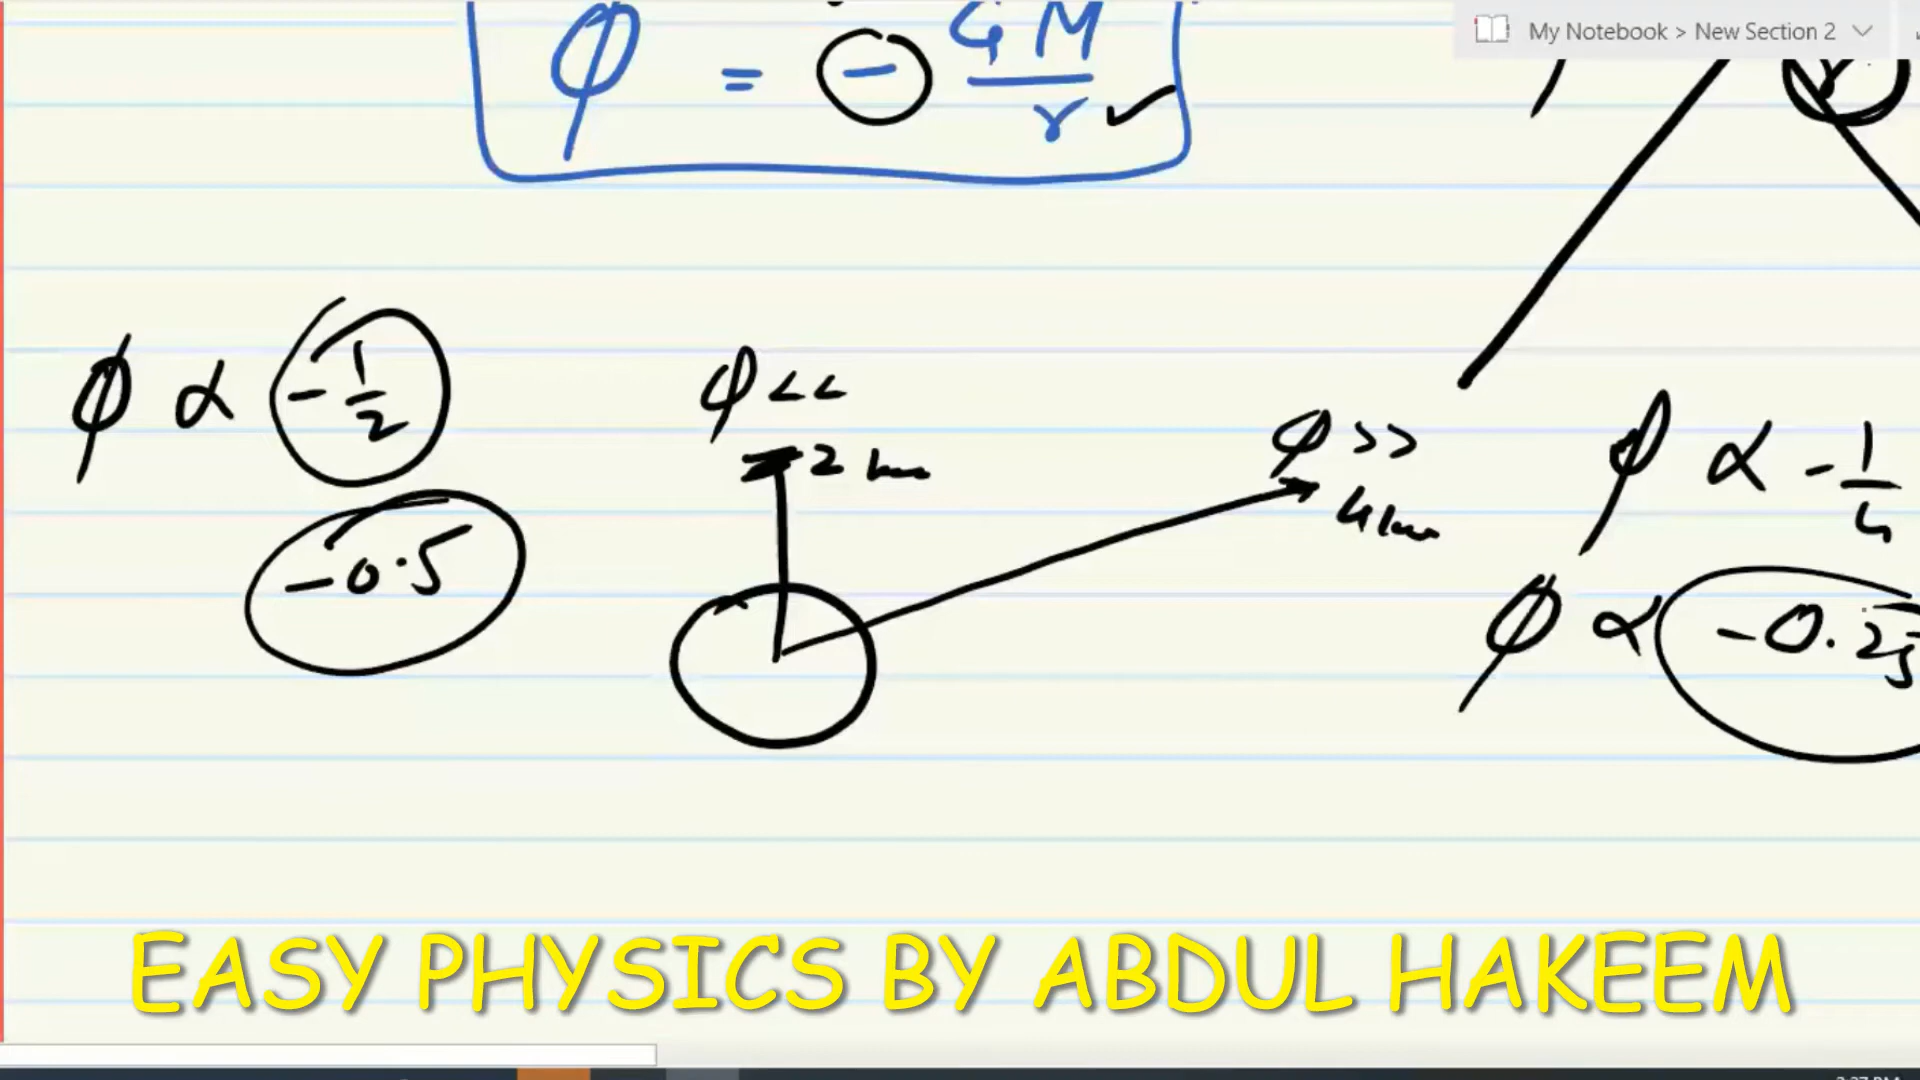 My Notebook > New Section 2
φ = - GM/r ✓
φ ∝ -1/2
φ <<
2 km
φ >>
4 km
φ ∝ -1/4
-0.5
φ ∝ -0.25
EASY PHYSICS BY ABDUL HAKEEM